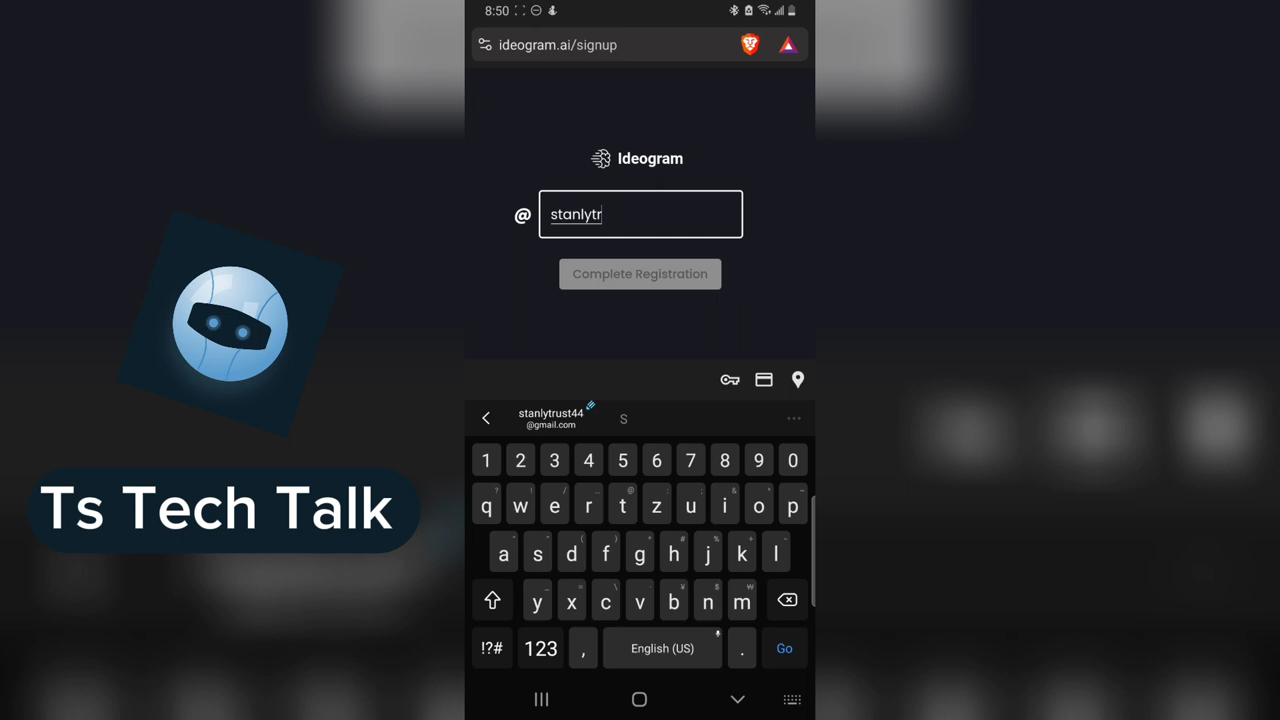 8:50
ideogram.ai/signup
Ideogram
@ stanlytr
Complete Registration
stanlytrust44
@gmail.com
S
...
1 2 3 4 5 6 7 8 9 0
q w e r t z u i o p
a s d f g h j k l
y x c v b n m
!?# 123 , English (US) . Go
Ts Tech Talk